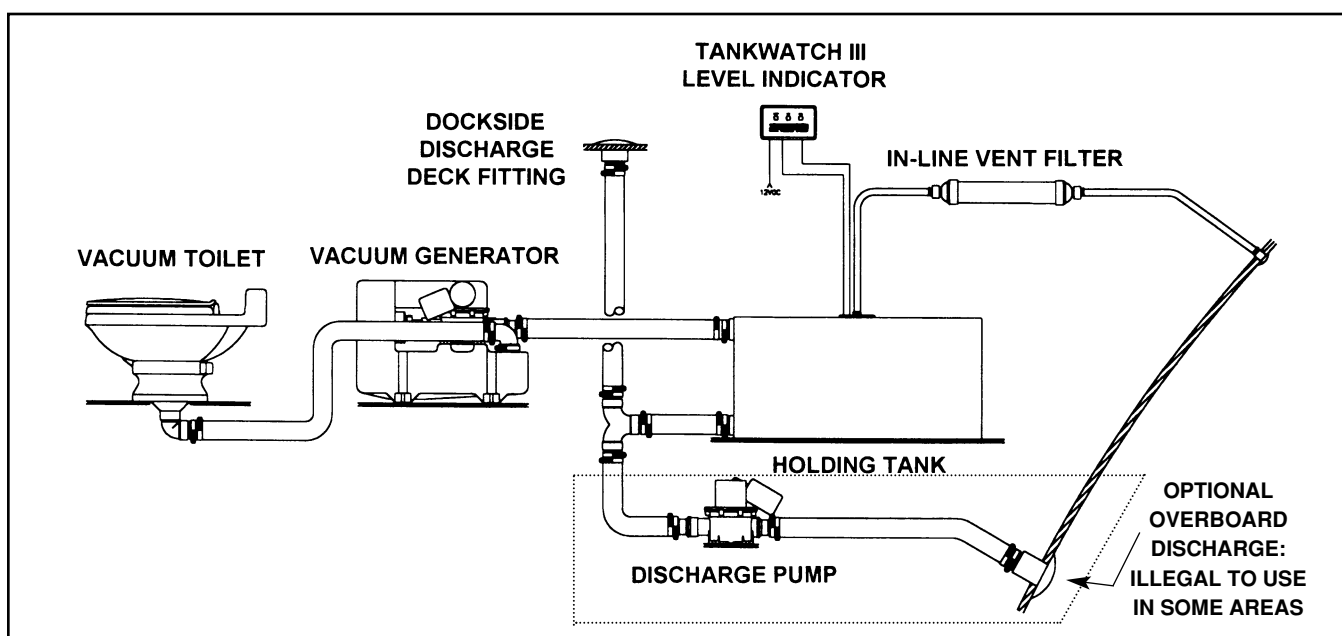 TANKWATCH III
LEVEL INDICATOR
DOCKSIDE
DISCHARGE
DECK FITTING
12VDC
IN-LINE VENT FILTER
VACUUM TOILET
VACUUM GENERATOR
HOLDING TANK
DISCHARGE PUMP
OPTIONAL
OVERBOARD
DISCHARGE:
ILLEGAL TO USE
IN SOME AREAS